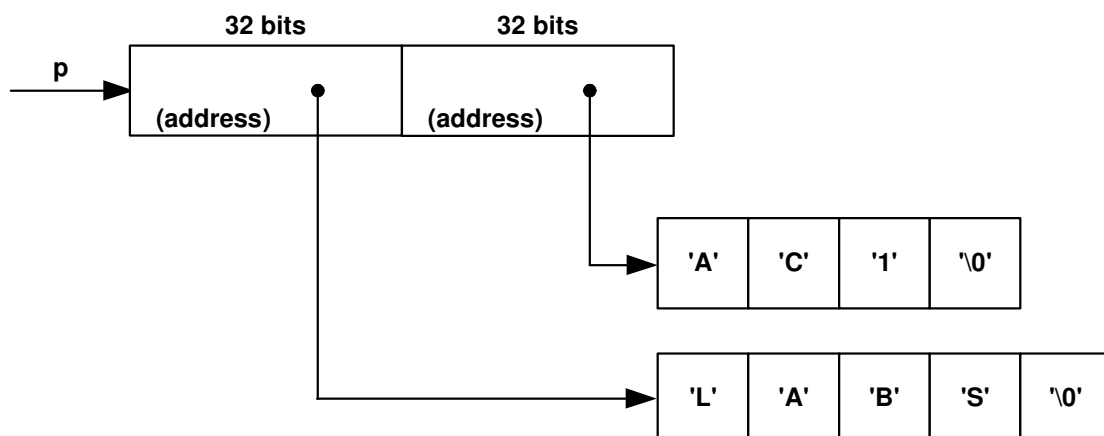 32 bits 32 bits
p
(address) (address)
'A' 'C' '1' '\0'
'L' 'A' 'B' 'S' '\0'